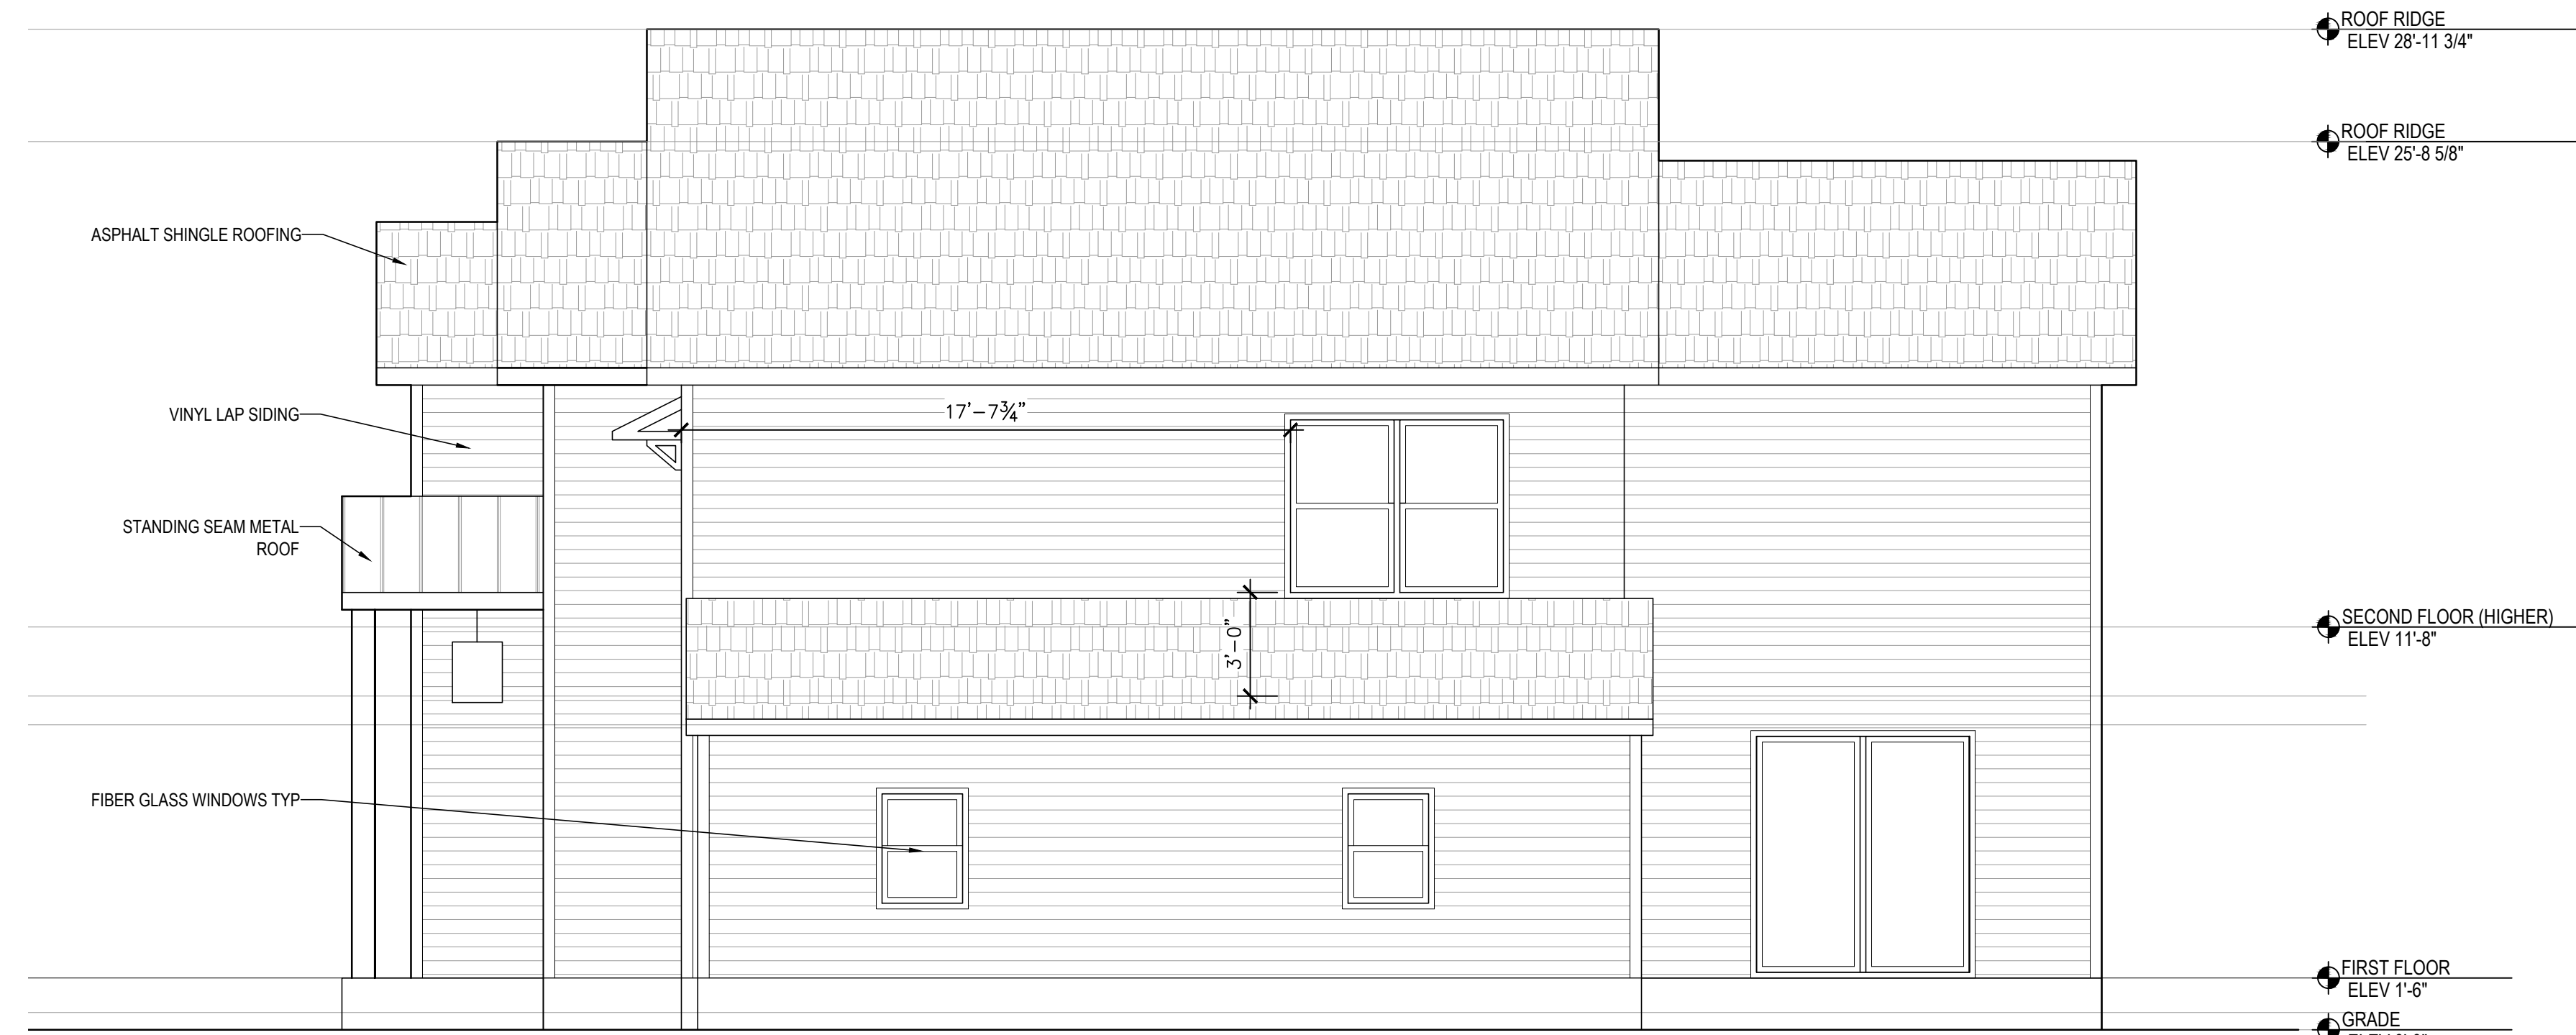 ROOF RIDGE
ELEV 28'-11 3/4"
ROOF RIDGE
ELEV 25'-8 5/8"
ASPHALT SHINGLE ROOFING
VINYL LAP SIDING
17'-7¾"
STANDING SEAM METAL
ROOF
3'-0"
SECOND FLOOR (HIGHER)
ELEV 11'-8"
FIBER GLASS WINDOWS TYP
FIRST FLOOR
ELEV 1'-6"
GRADE